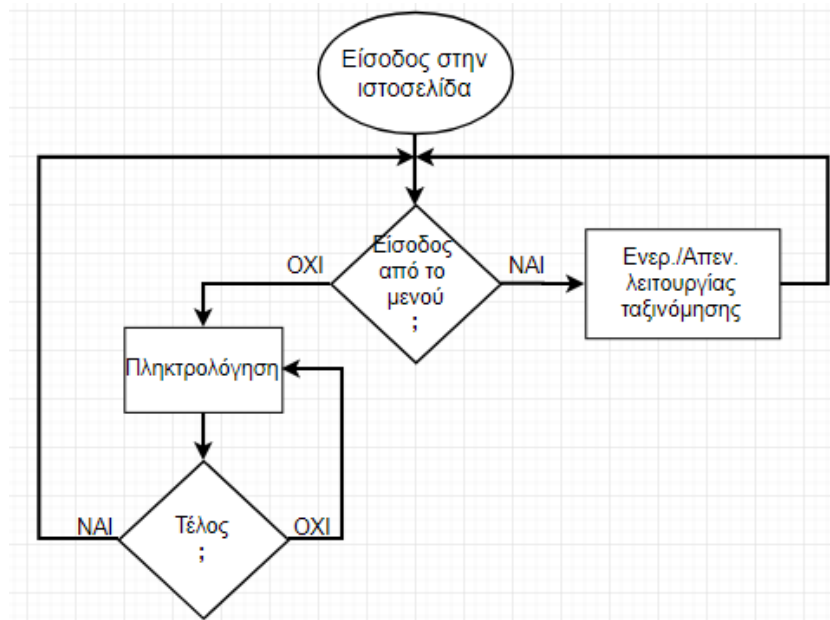 Είσοδος στην
ιστοσελίδα
Είσοδος
από το
μενού
;
ΟΧΙ
ΝΑΙ
Ενερ./Απεν.
λειτουργίας
ταξινόμησης
Πληκτρολόγηση
Τέλος
;
ΝΑΙ
ΟΧΙ